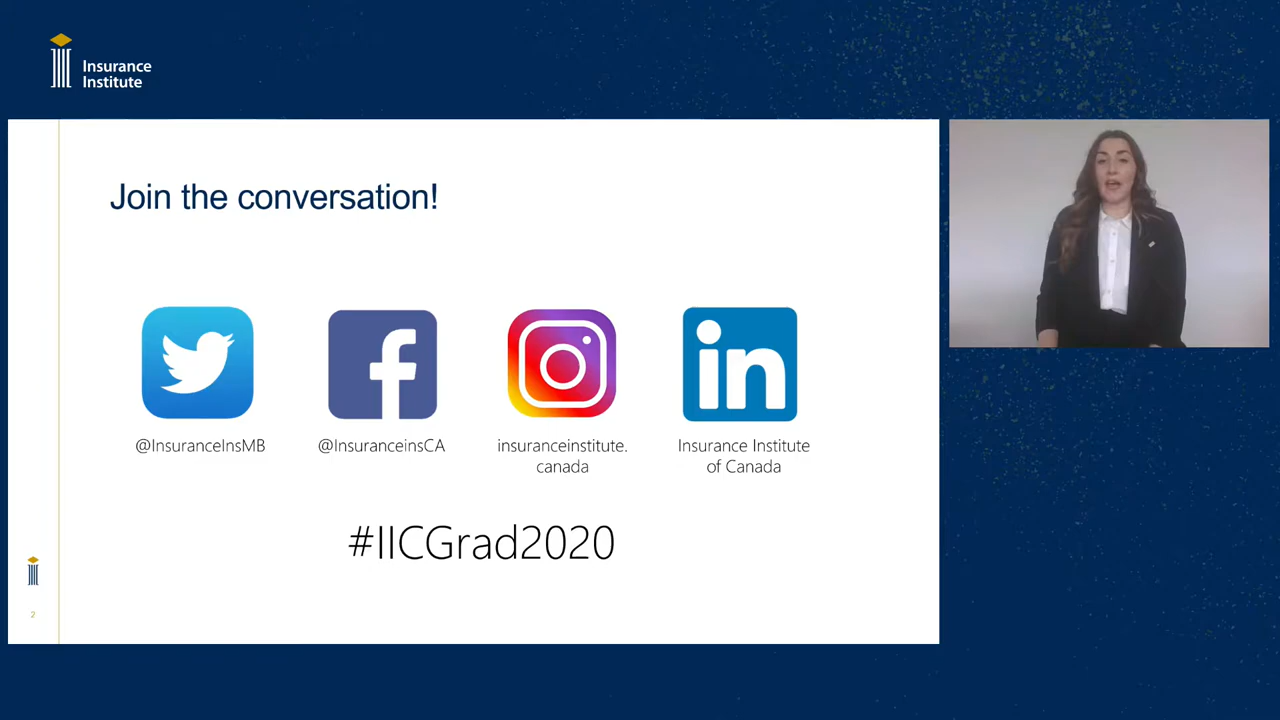 Insurance
Institute
Join the conversation!
@InsuranceInsMB
@InsuranceinsCA
insuranceinstitute.
canada
Insurance Institute
of Canada
#IICGrad2020
2